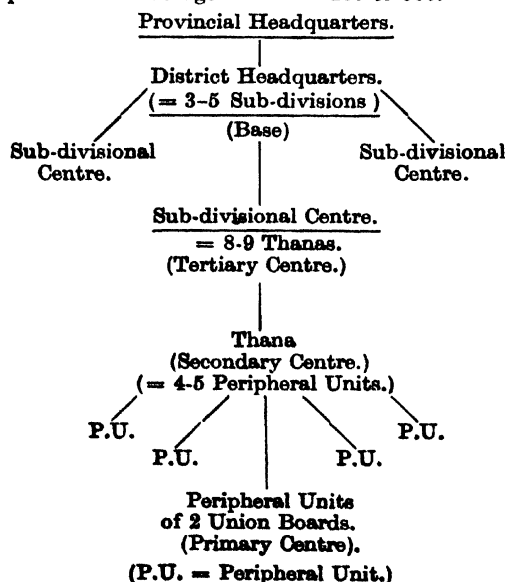 Provincial Headquarters.
District Headquarters.
(= 3-5 Sub-divisions )
(Base)
Sub-divisional
Centre.
Sub-divisional
Centre.
Sub-divisional Centre.
= 8-9 Thanas.
(Tertiary Centre.)
Thana
(Secondary Centre.)
(= 4-5 Peripheral Units.)
P.U.
P.U.
P.U.
P.U.
Peripheral Units
of 2 Union Boards.
(Primary Centre).
(P.U. = Peripheral Unit.)